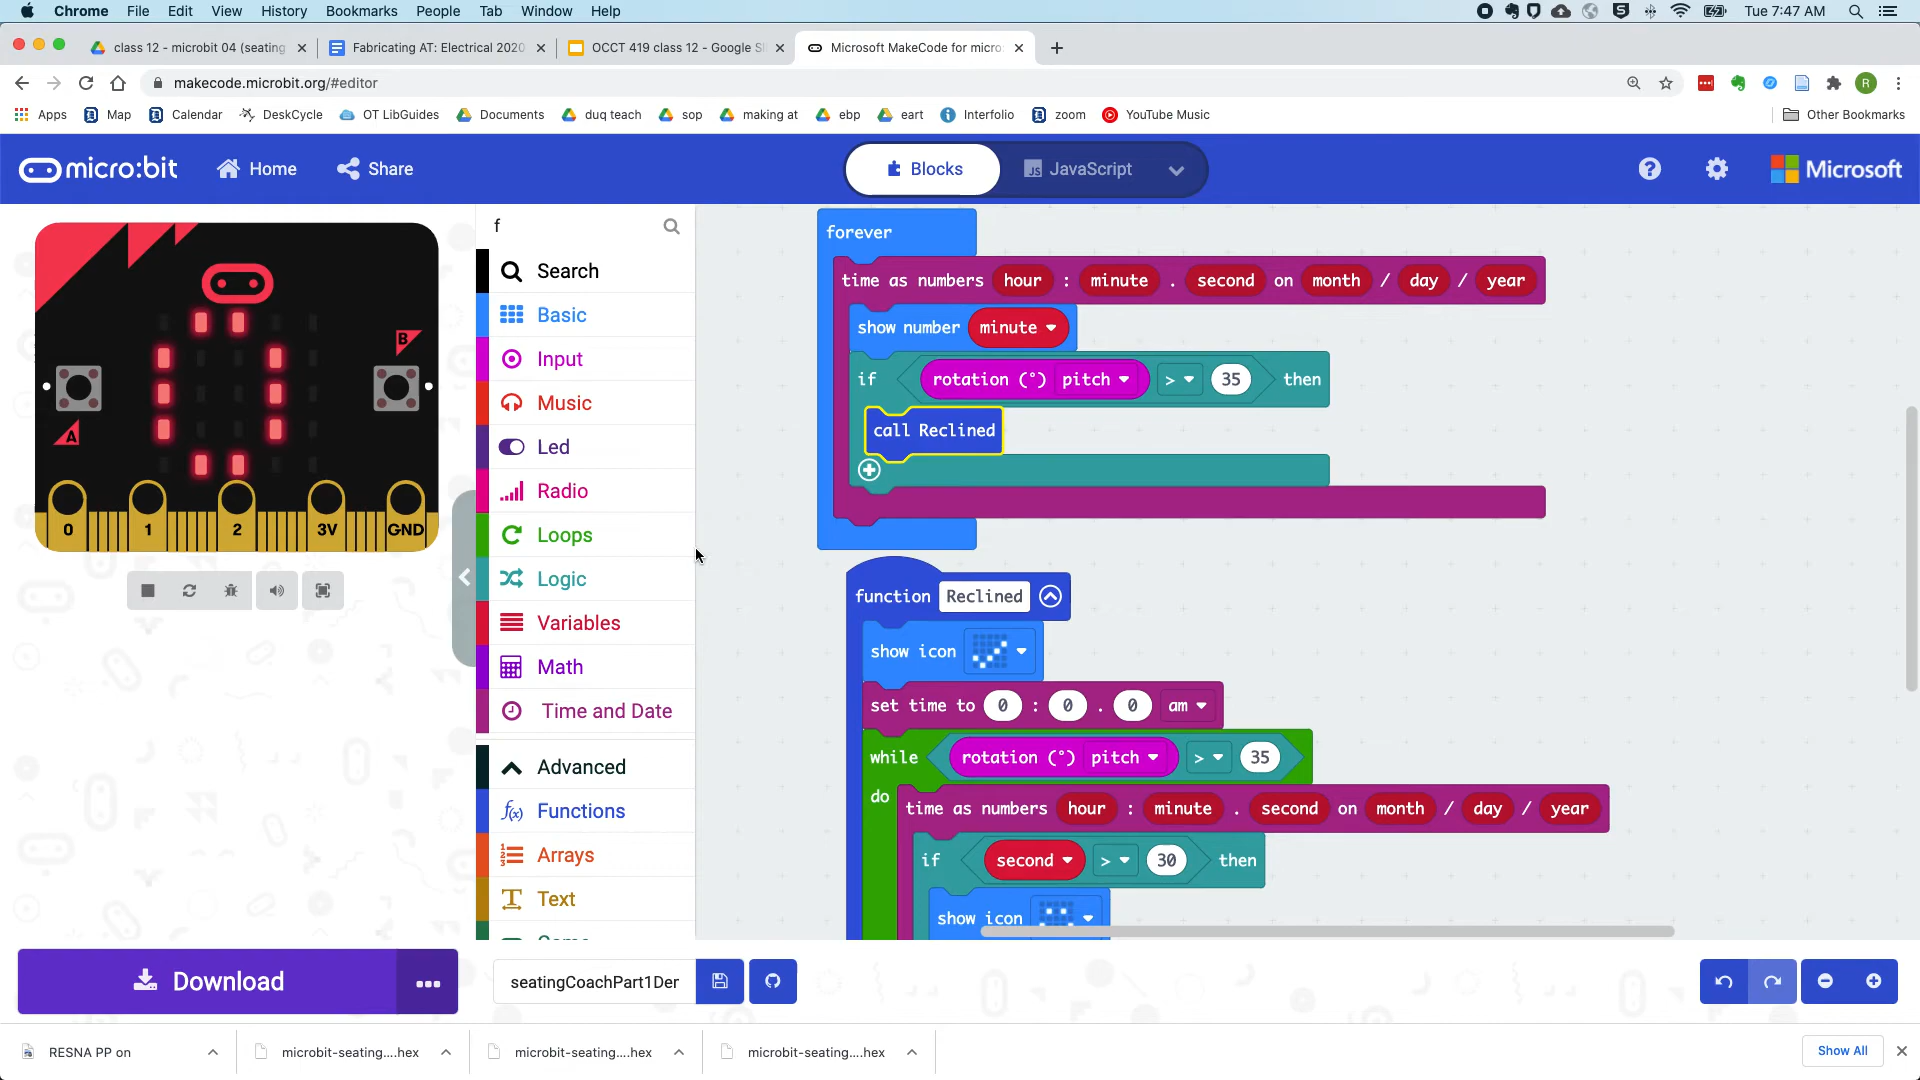 Chrome File Edit View History Bookmarks People Tab Window Help Tue 7:47 AM
class 12 - microbit 04 (seating Fabricating AT: Electrical 2020 OCCT 419 class 12 - Google Sl Microsoft MakeCode for micro
makecode.microbit.org/#editor R
Apps Map Calendar DeskCycle OT LibGuides Documents duq teach sop making at ebp eart Interfolio zoom YouTube Music Other Bookmarks
micro:bit Home Share Blocks JS JavaScript ? Microsoft
f
Search
Basic
Input
Music
Led
Radio
Loops
Logic
Variables
Math
Time and Date
Advanced
f(x) Functions
Arrays
Text
A B
0 1 2 3V GND
forever
time as numbers hour : minute . second on month / day / year
show number minute
if rotation (°) pitch > 35 then
call Reclined
function Reclined
show icon
set time to 0 : 0 . 0 am
while rotation (°) pitch > 35
do time as numbers hour : minute . second on month / day / year
if second > 30 then
show icon
Download ... seatingCoachPart1Der
RESNA PP on microbit-seating....hex microbit-seating....hex microbit-seating....hex Show All